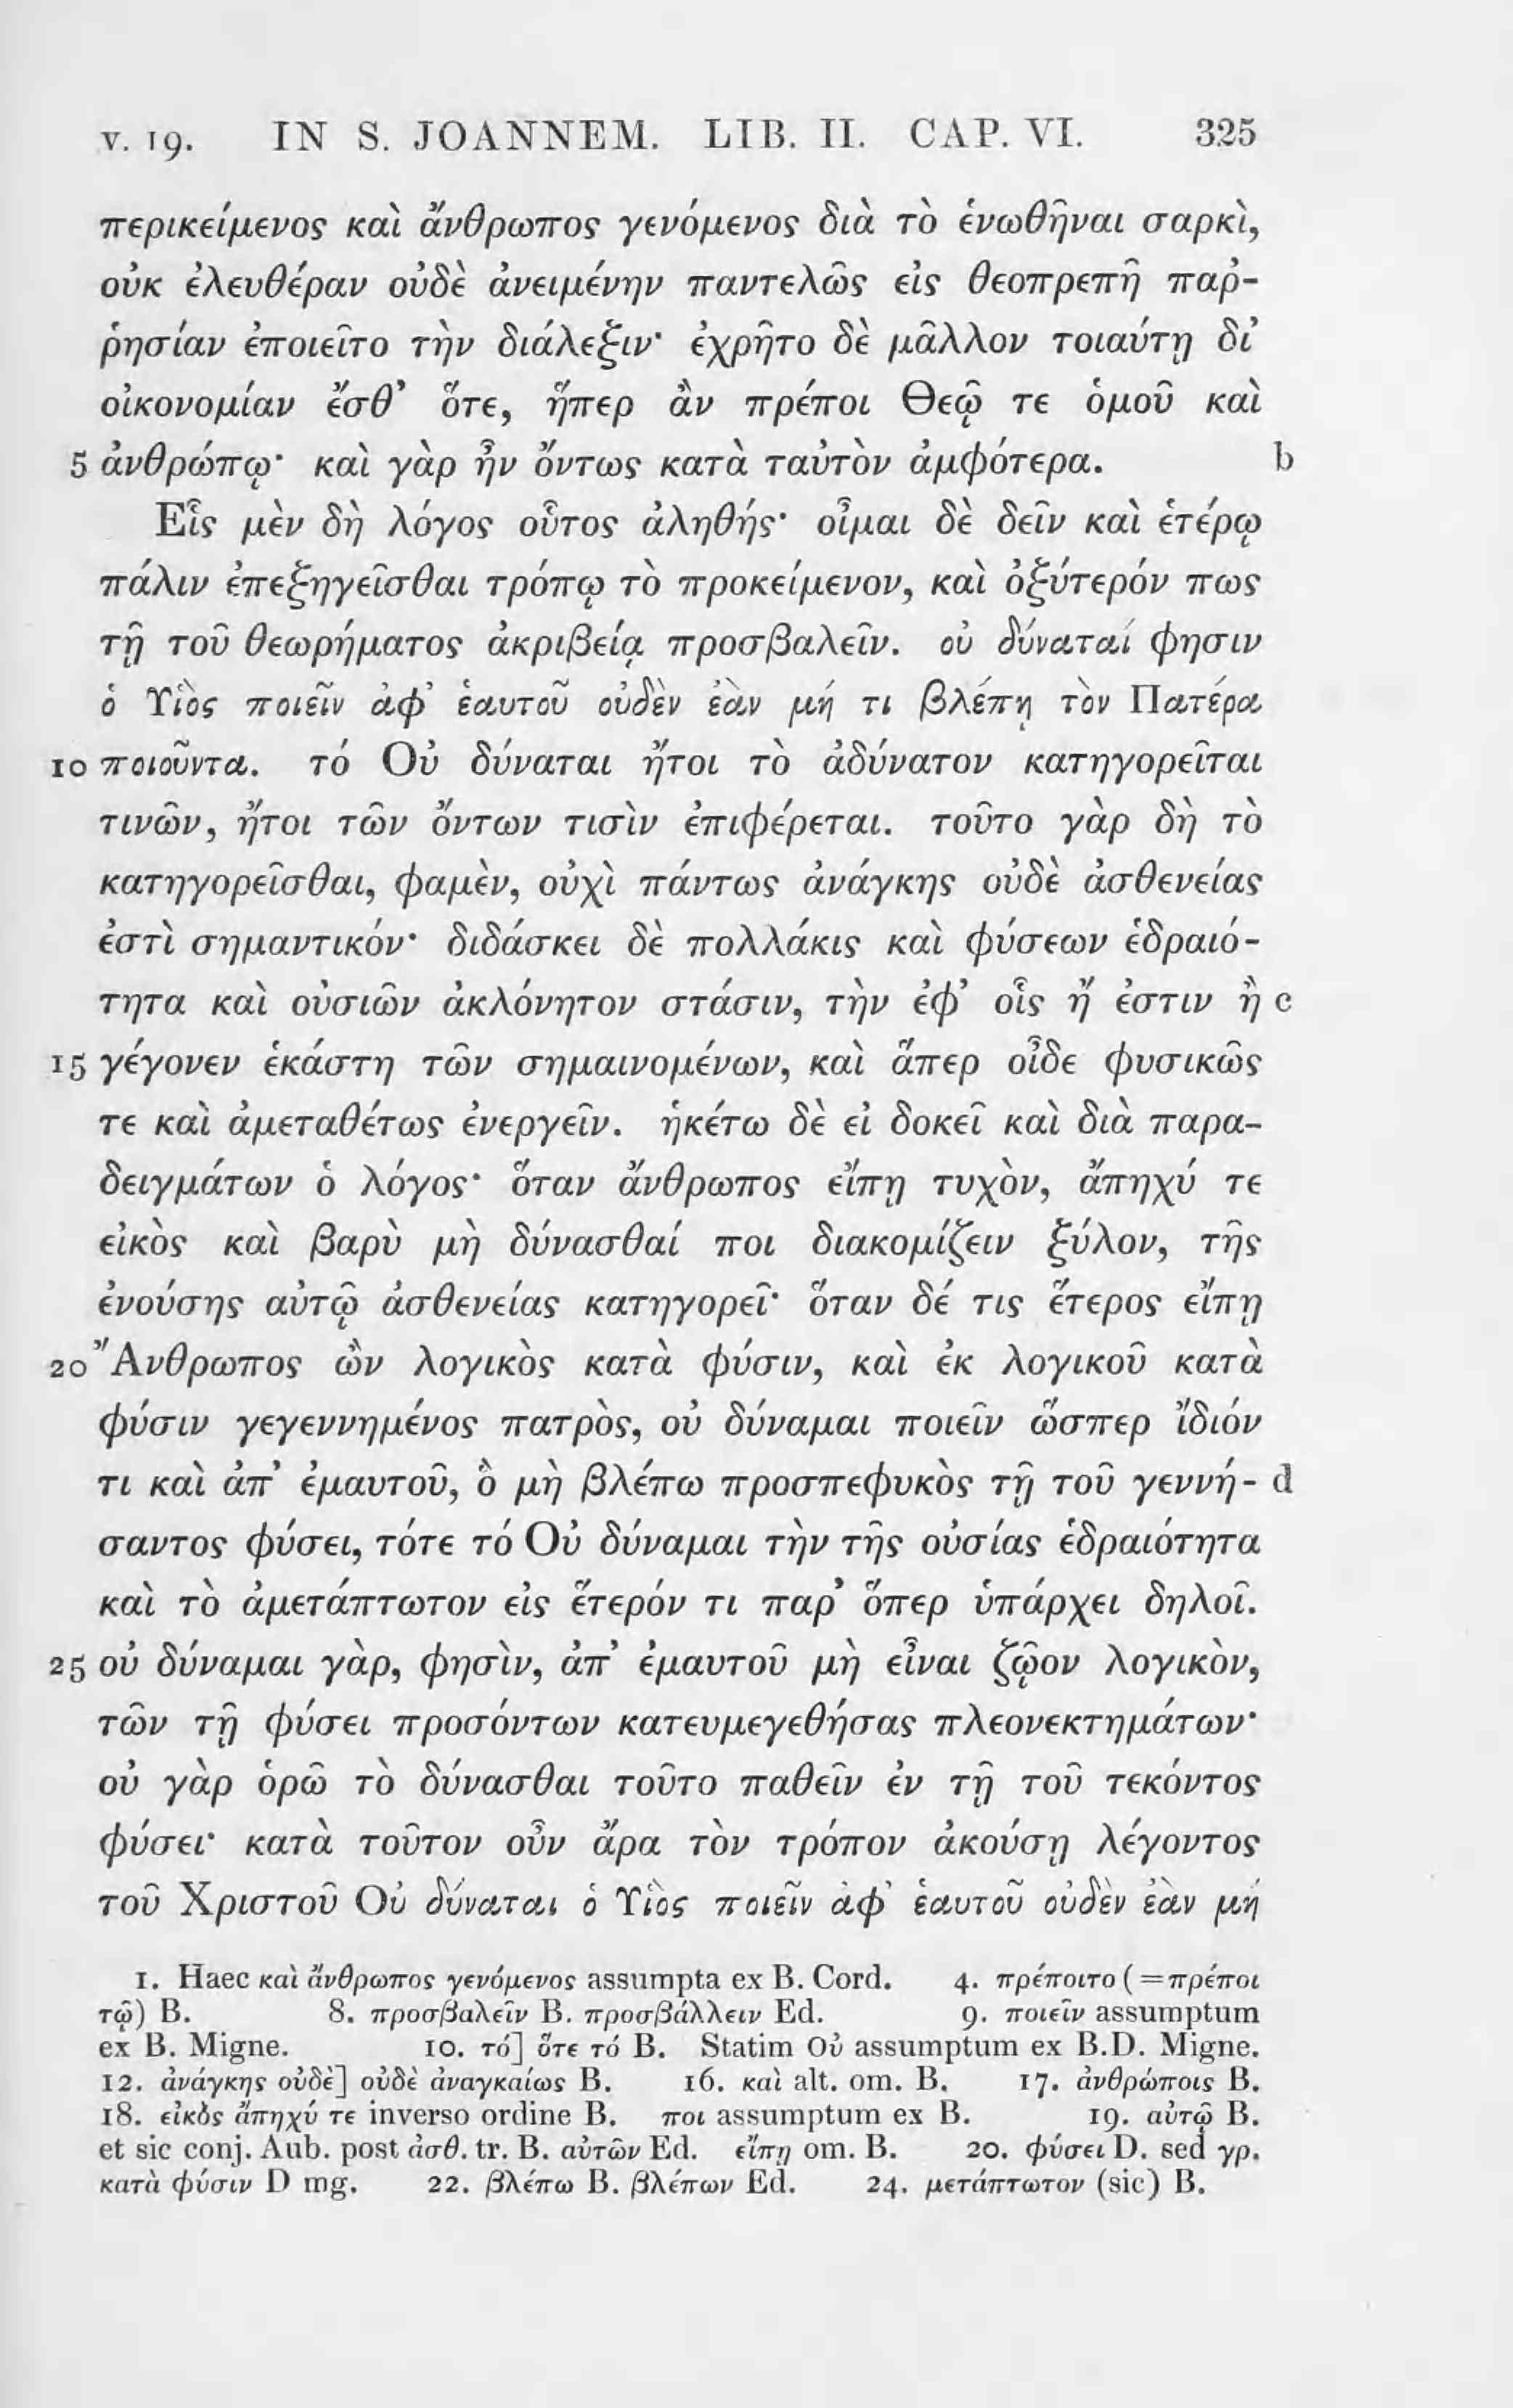 v. 19. IN S. JOANNEM. LIB. II. CAP. VI. 325
περικείμενος καὶ ἄνθρωπος γενόμενος διὰ τὸ ἑνωθῆναι σαρκὶ,
οὐκ ἐλευθέραν οὐδὲ ἀνειμένην παντελῶς εἰς θεοπρεπῆ παῤ-
ῥησίαν ἐποιεῖτο τὴν διάλεξιν· ἐχρῆτο δὲ μᾶλλον τοιαύτῃ δι’
οἰκονομίαν ἔσθ’ ὅτε, ἥπερ ἂν πρέποι Θεῷ τε ὁμοῦ καὶ
5 ἀνθρώπῳ· καὶ γὰρ ἦν ὄντως κατὰ ταὐτὸν ἀμφότερα. b
Εἷς μὲν δὴ λόγος οὗτος ἀληθής· οἶμαι δὲ δεῖν καὶ ἑτέρῳ
πάλιν ἐπεξηγεῖσθαι τρόπῳ τὸ προκείμενον, καὶ ὀξύτερόν πως
τῇ τοῦ θεωρήματος ἀκριβείᾳ προσβαλεῖν. οὐ δύναταί φησιν
ὁ Υἱὸς ποιεῖν ἀφ’ ἑαυτοῦ οὐδὲν ἐὰν μή τι βλέπῃ τὸν Πατέρα
10 ποιοῦντα. τό Οὐ δύναται ἤτοι τὸ ἀδύνατον κατηγορεῖται
τινῶν, ἤτοι τῶν ὄντων τισὶν ἐπιφέρεται. τοῦτο γὰρ δὴ τὸ
κατηγορεῖσθαι, φαμὲν, οὐχὶ πάντως ἀνάγκης οὐδὲ ἀσθενείας
ἐστὶ σημαντικόν· διδάσκει δὲ πολλάκις καὶ φύσεων ἑδραιό-
τητα καὶ οὐσιῶν ἀκλόνητον στάσιν, τὴν ἐφ’ οἷς ἤ ἐστιν ἢ c
15 γέγονεν ἑκάστη τῶν σημαινομένων, καὶ ἅπερ οἶδε φυσικῶς
τε καὶ ἀμεταθέτως ἐνεργεῖν. ἡκέτω δὲ εἰ δοκεῖ καὶ διὰ παρα-
δειγμάτων ὁ λόγος· ὅταν ἄνθρωπος εἴπῃ τυχὸν, ἄπηχύ τε
εἰκὸς καὶ βαρὺ μὴ δύνασθαί ποι διακομίζειν ξύλον, τῆς
ἐνούσης αὐτῷ ἀσθενείας κατηγορεῖ· ὅταν δέ τις ἕτερος εἴπῃ
20 Ἄνθρωπος ὢν λογικὸς κατὰ φύσιν, καὶ ἐκ λογικοῦ κατὰ
φύσιν γεγεννημένος πατρὸς, οὐ δύναμαι ποιεῖν ὥσπερ ἴδιόν
τι καὶ ἀπ’ ἐμαυτοῦ, ὃ μὴ βλέπω προσπεφυκὸς τῇ τοῦ γεννή- d
σαντος φύσει, τότε τό Οὐ δύναμαι τὴν τῆς οὐσίας ἑδραιότητα
καὶ τὸ ἀμετάπτωτον εἰς ἕτερόν τι παρ’ ὅπερ ὑπάρχει δηλοῖ.
25 οὐ δύναμαι γὰρ, φησὶν, ἀπ’ ἐμαυτοῦ μὴ εἶναι ζῷον λογικὸν,
τῶν τῇ φύσει προσόντων κατευμεγεθήσας πλεονεκτημάτων·
οὐ γὰρ ὁρῶ τὸ δύνασθαι τοῦτο παθεῖν ἐν τῇ τοῦ τεκόντος
φύσει· κατὰ τοῦτον οὖν ἄρα τὸν τρόπον ἀκούσῃ λέγοντος
τοῦ Χριστοῦ Οὐ δύναται ὁ Υἱὸς ποιεῖν ἀφ’ ἑαυτοῦ οὐδὲν ἐὰν μή
1. Haec καὶ ἄνθρωπος γενόμενος assumpta ex B. Cord. 4. πρέποιτο (=πρέποι
τῷ) B. 8. προσβαλεῖν B. προσβάλλειν Ed. 9. ποιεῖν assumptum
ex B. Migne. 10. τό] ὅτε τό B. Statim Οὐ assumptum ex B.D. Migne.
12. ἀνάγκης οὐδὲ] οὐδὲ ἀναγκαίως B. 16. καὶ alt. om. B. 17. ἀνθρώποις B.
18. εἰκὸς ἄπηχύ τε inverso ordine B. ποι assumptum ex B. 19. αὐτῷ B.
et sic conj. Aub. post ἀσθ. tr. B. αὐτῶν Ed. εἴπῃ om. B. 20. φύσει D. sed γρ.
κατὰ φύσιν D mg. 22. βλέπω B. βλέπων Ed. 24. μετάπτωτον (sic) B.